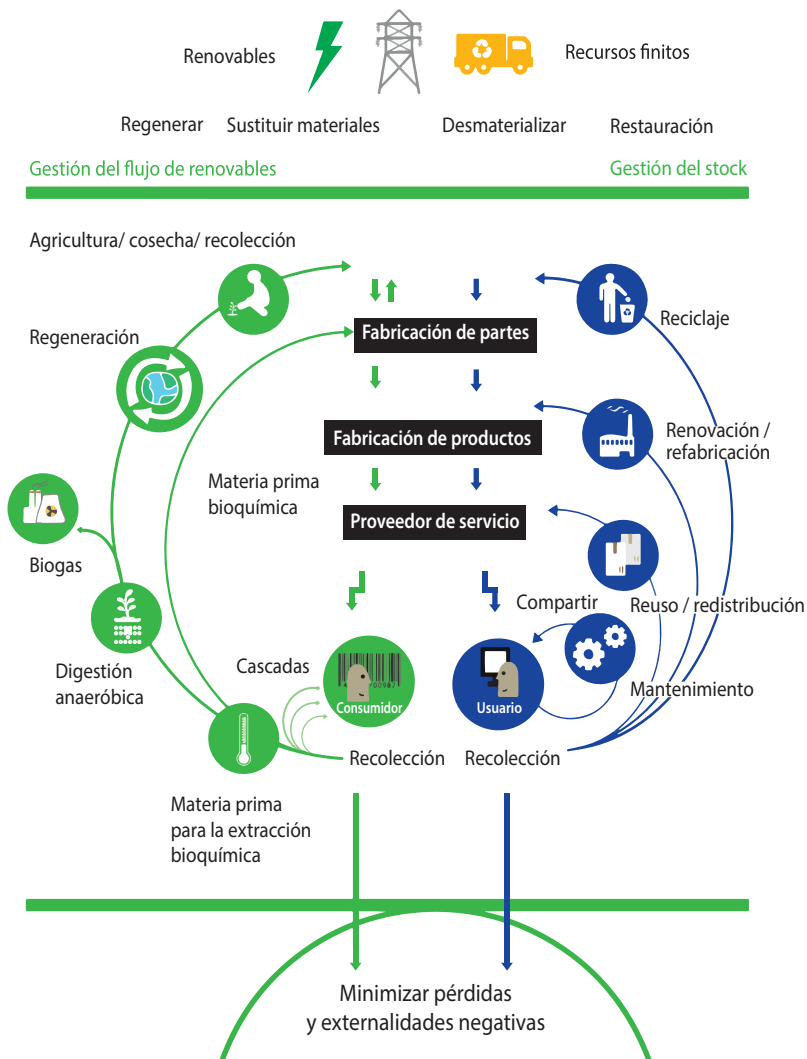 Renovables
Recursos finitos
Regenerar
Sustituir materiales
Desmaterializar
Restauración
Gestión del flujo de renovables
Gestión del stock
Agricultura/ cosecha/ recolección
Regeneración
Fabricación de partes
Reciclaje
Fabricación de productos
Renovación /
refabricación
Materia prima
bioquímica
Proveedor de servicio
Biogas
Compartir
Reuso / redistribución
Digestión
anaeróbica
Cascadas
Consumidor
Usuario
Mantenimiento
Recolección
Recolección
Materia prima
para la extracción
bioquímica
Minimizar pérdidas
y externalidades negativas